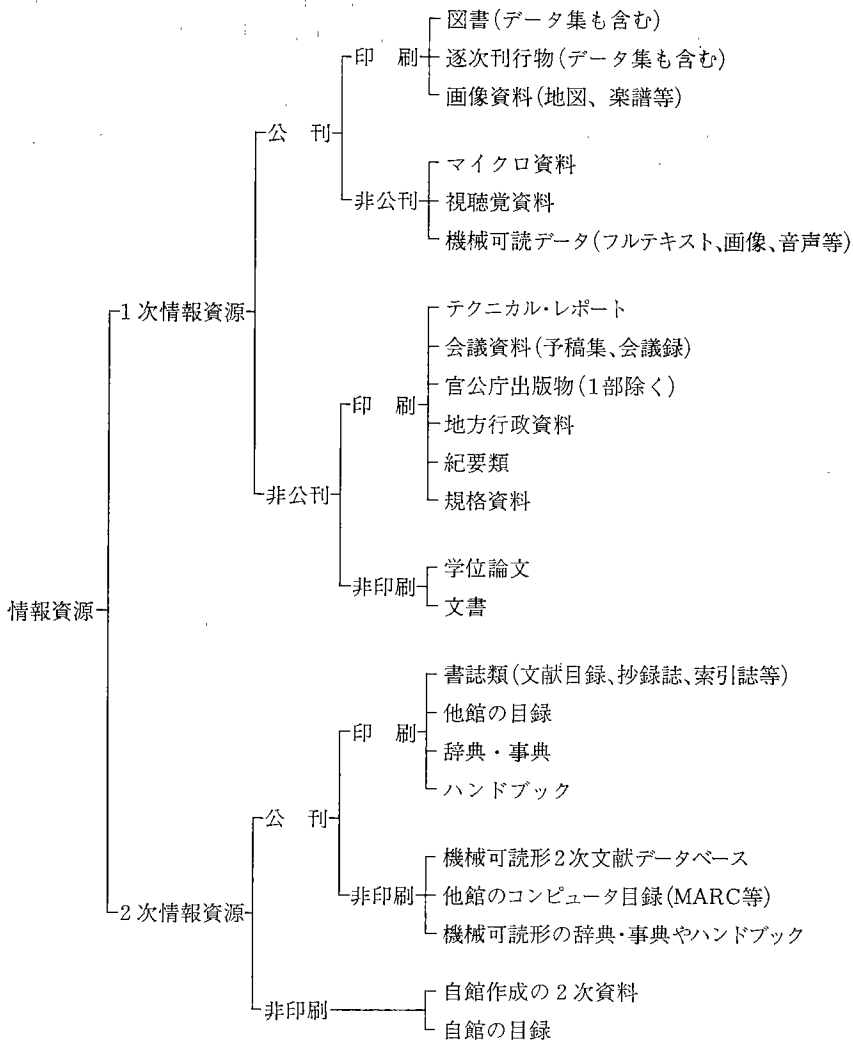 図書(データ集も含む)
印　刷
逐次刊行物(データ集も含む)
画像資料(地図、楽譜等)
公　刊
マイクロ資料
非公刊
視聴覚資料
機械可読データ(フルテキスト、画像、音声等)
1次情報資源
テクニカル・レポート
会議資料(予稿集、会議録)
官公庁出版物(1部除く)
印　刷
地方行政資料
紀要類
非公刊
規格資料
学位論文
非印刷
文書
情報資源
書誌類(文献目録、抄録誌、索引誌等)
他館の目録
印　刷
辞典・事典
ハンドブック
公　刊
機械可読形2次文献データベース
非印刷
他館のコンピュータ目録(MARC等)
2次情報資源
機械可読形の辞典・事典やハンドブック
自館作成の2次資料
非印刷
自館の目録